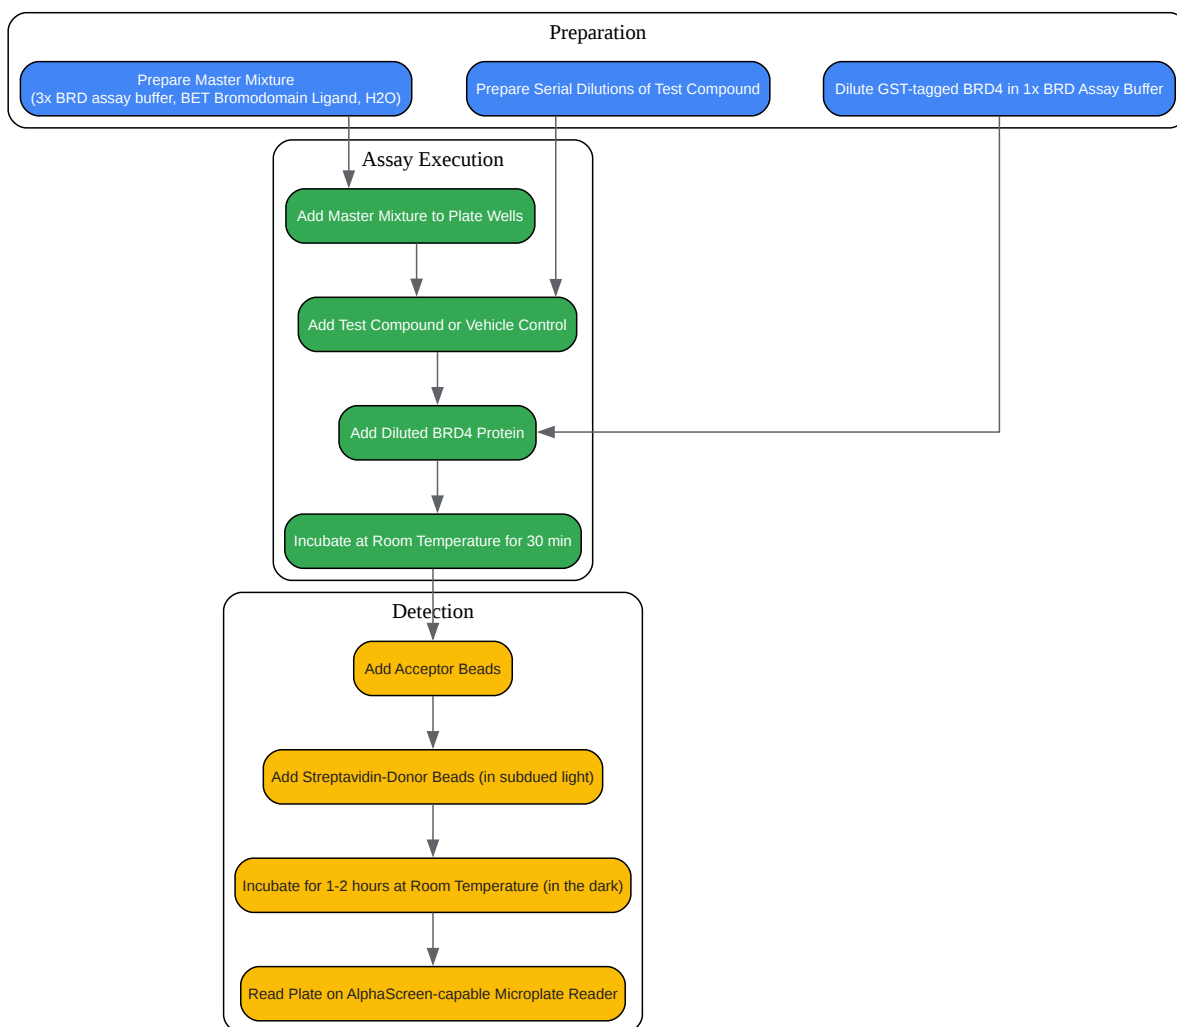 Preparation
Prepare Master Mixture
(3x BRD assay buffer, BET Bromodomain Ligand, H2O)
Prepare Serial Dilutions of Test Compound
Dilute GST-tagged BRD4 in 1x BRD Assay Buffer
Assay Execution
Add Master Mixture to Plate Wells
Add Test Compound or Vehicle Control
Add Diluted BRD4 Protein
Incubate at Room Temperature for 30 min
Detection
Add Acceptor Beads
Add Streptavidin-Donor Beads (in subdued light)
Incubate for 1-2 hours at Room Temperature (in the dark)
Read Plate on AlphaScreen-capable Microplate Reader